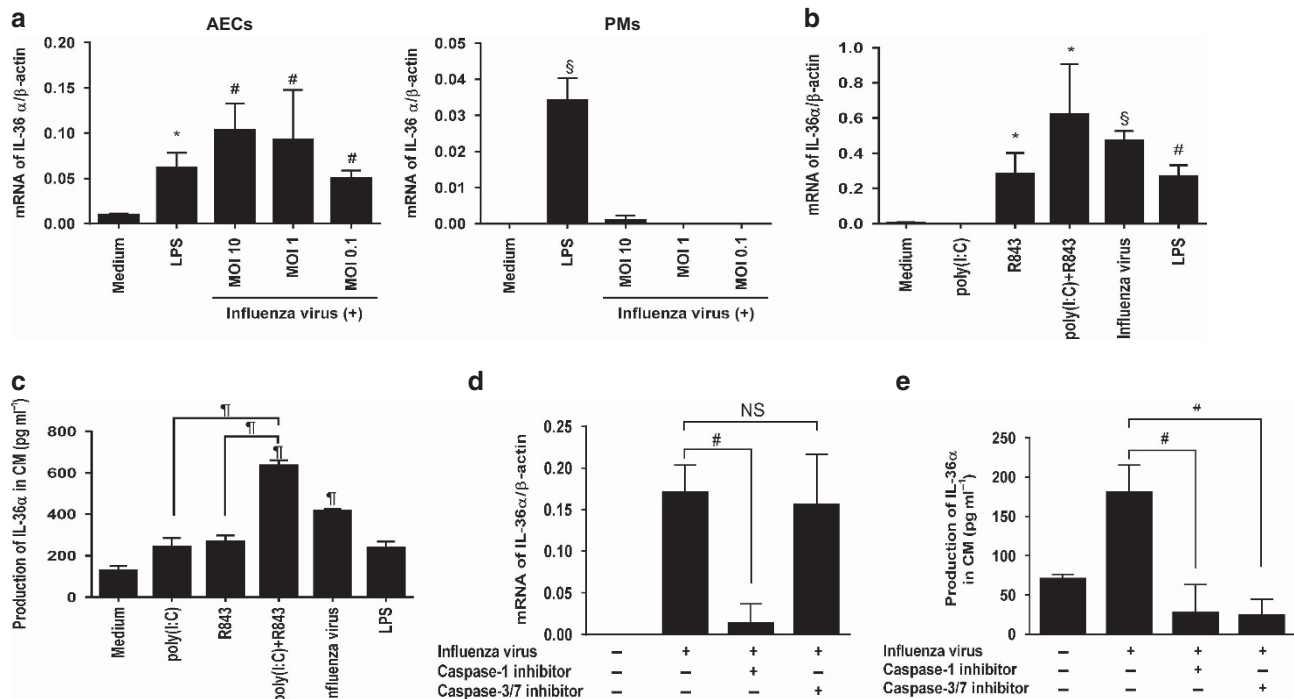 a
AECs
mRNA of IL-36 α/β-actin
0.20
0.15
0.10
0.05
0.00
*
#
#
#
Medium
LPS
MOI 10
MOI 1
MOI 0.1
Influenza virus (+)
PMs
mRNA of IL-36 α/β-actin
0.05
0.04
0.03
0.02
0.01
0.00
§
Medium
LPS
MOI 10
MOI 1
MOI 0.1
Influenza virus (+)
b
mRNA of IL-36α/β-actin
1.0
0.8
0.6
0.4
0.2
0.0
*
*
§
#
Medium
poly(I:C)
R843
poly(I:C)+R843
Influenza virus
LPS
c
Production of IL-36α in CM (pg ml⁻¹)
800
600
400
200
0
¶
¶
¶
¶
Medium
poly(I:C)
R843
poly(I:C)+R843
Influenza virus
LPS
d
mRNA of IL-36α/β-actin
0.25
0.20
0.15
0.10
0.05
0.00
NS
#
Influenza virus – + + +
Caspase-1 inhibitor – – + –
Caspase-3/7 inhibitor – – – +
e
Production of IL-36α
in CM (pg ml⁻¹)
250
200
150
100
50
0
#
#
Influenza virus – + + +
Caspase-1 inhibitor – – + –
Caspase-3/7 inhibitor – – – +